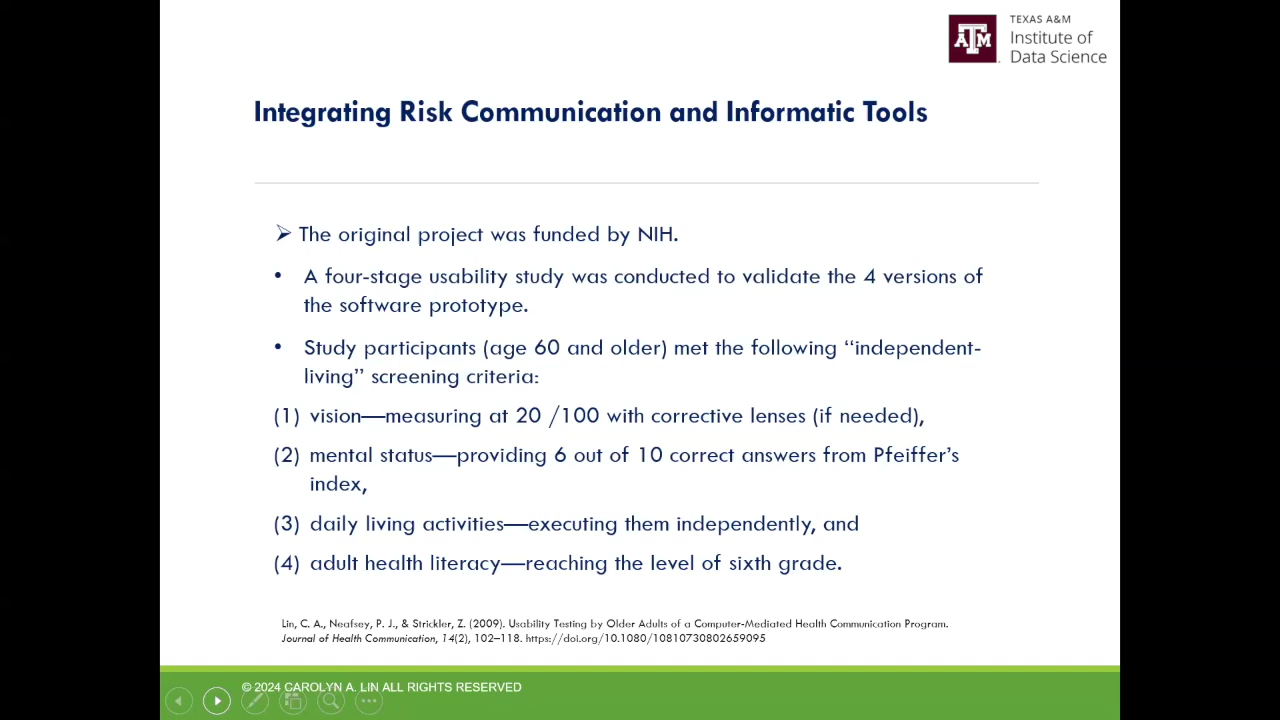 TEXAS A&M
Institute of
Data Science
ATM
Integrating Risk Communication and Informatic Tools
➢ The original project was funded by NIH.
• A four-stage usability study was conducted to validate the 4 versions of
the software prototype.
• Study participants (age 60 and older) met the following “independent-
living” screening criteria:
(1) vision—measuring at 20 /100 with corrective lenses (if needed),
(2) mental status—providing 6 out of 10 correct answers from Pfeiffer’s
index,
(3) daily living activities—executing them independently, and
(4) adult health literacy—reaching the level of sixth grade.
Lin, C. A., Neafsey, P. J., & Strickler, Z. (2009). Usability Testing by Older Adults of a Computer-Mediated Health Communication Program.
Journal of Health Communication, 14(2), 102–118. https://doi.org/10.1080/10810730802659095
© 2024 CAROLYN A. LIN ALL RIGHTS RESERVED